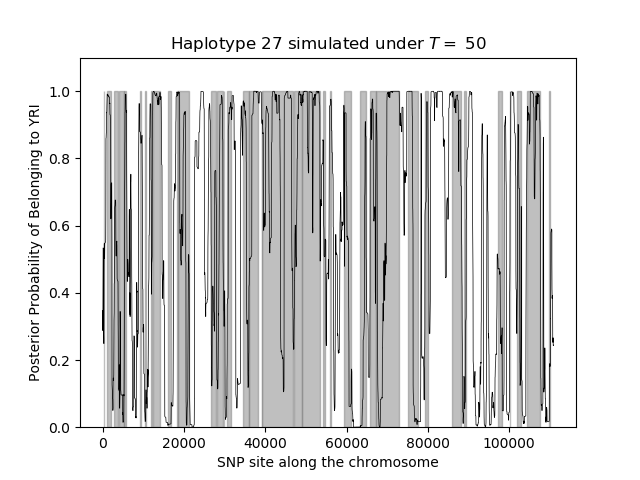 Haplotype 27 simulated under T = 50
Posterior Probability of Belonging to YRI
1.0
0.8
0.6
0.4
0.2
0.0
0 20000 40000 60000 80000 100000
SNP site along the chromosome